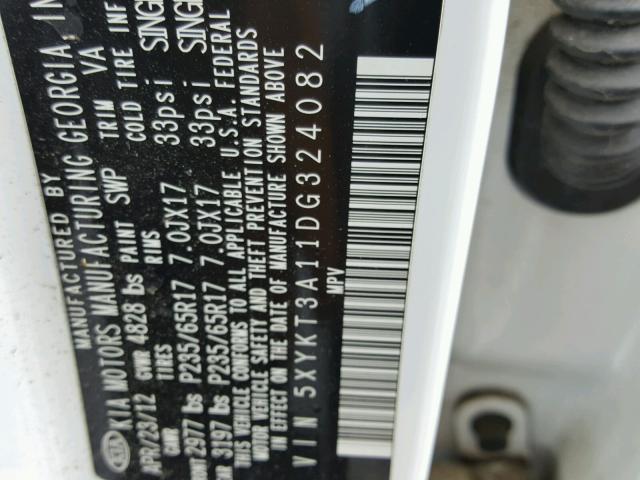 MANUFACTURED BY
KIA KIA MOTORS MANUFACTURING GEORGIA, IN
APR/23/12 GVWR 4828 lbs SWP TRIM VA
GAWR TIRES RIMS COLD TIRE INF
2977 lbs P235/65R17 7.0JX17 33psi SINGL
3197 lbs P235/65R17 7.0JX17 33psi SINGL
THIS VEHICLE CONFORMS TO ALL APPLICABLE U.S.A. FEDERAL
MOTOR VEHICLE SAFETY AND THEFT PREVENTION STANDARDS
IN EFFECT ON THE DATE OF MANUFACTURE SHOWN ABOVE
VIN 5XYKT3A11DG324082
MPV